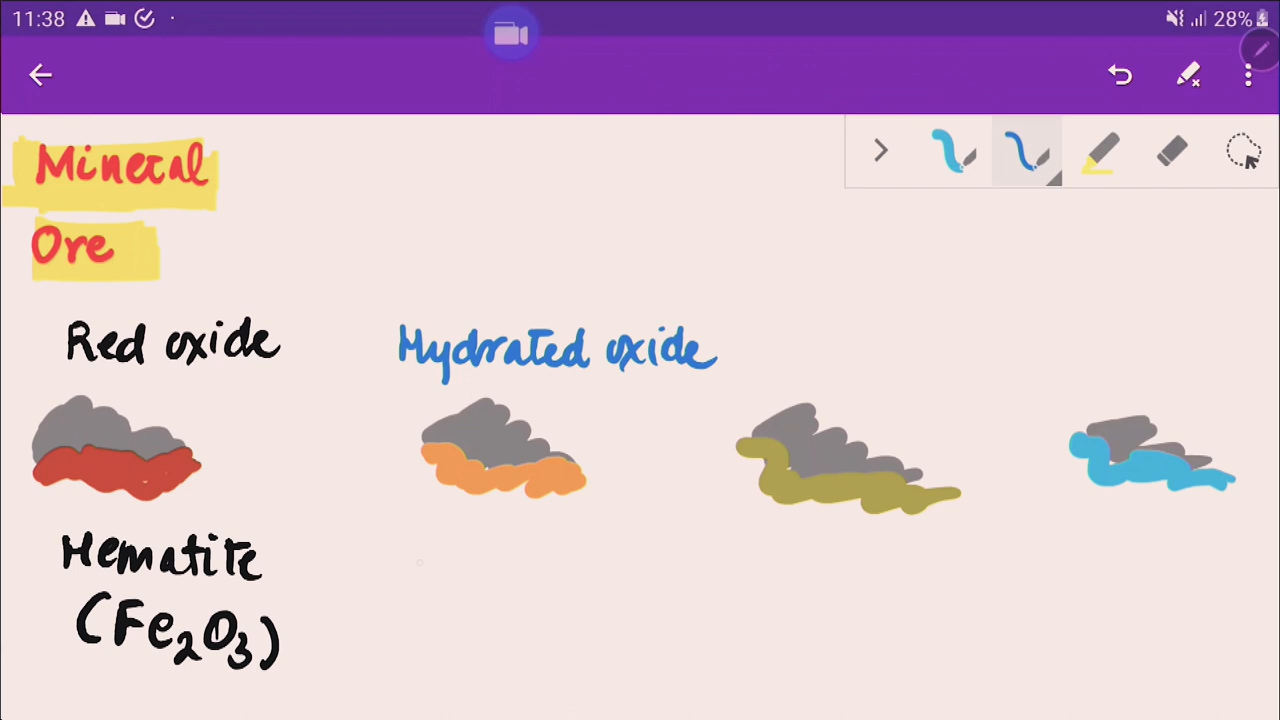 11:38
28%
Mineral
Ore
Red oxide
Hydrated oxide
Hematite
(Fe₂O₃)